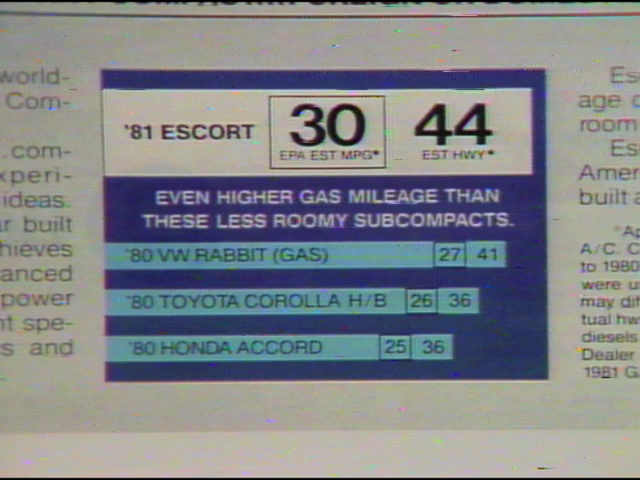 world-
Com-
.com-
xperi-
ideas.
ar built
hieves
anced
power
nt spe-
s and
'81 ESCORT 30 44
EPA EST MPG* EST HWY*
EVEN HIGHER GAS MILEAGE THAN
THESE LESS ROOMY SUBCOMPACTS.
'80 VW RABBIT (GAS) 27 41
'80 TOYOTA COROLLA H/B 26 36
'80 HONDA ACCORD 25 36
Es
age
room
Es
Amer
built a
*Ap
A/C. C
to 1980
were u
may dif
tual hw
diesels
Dealer
1981 G